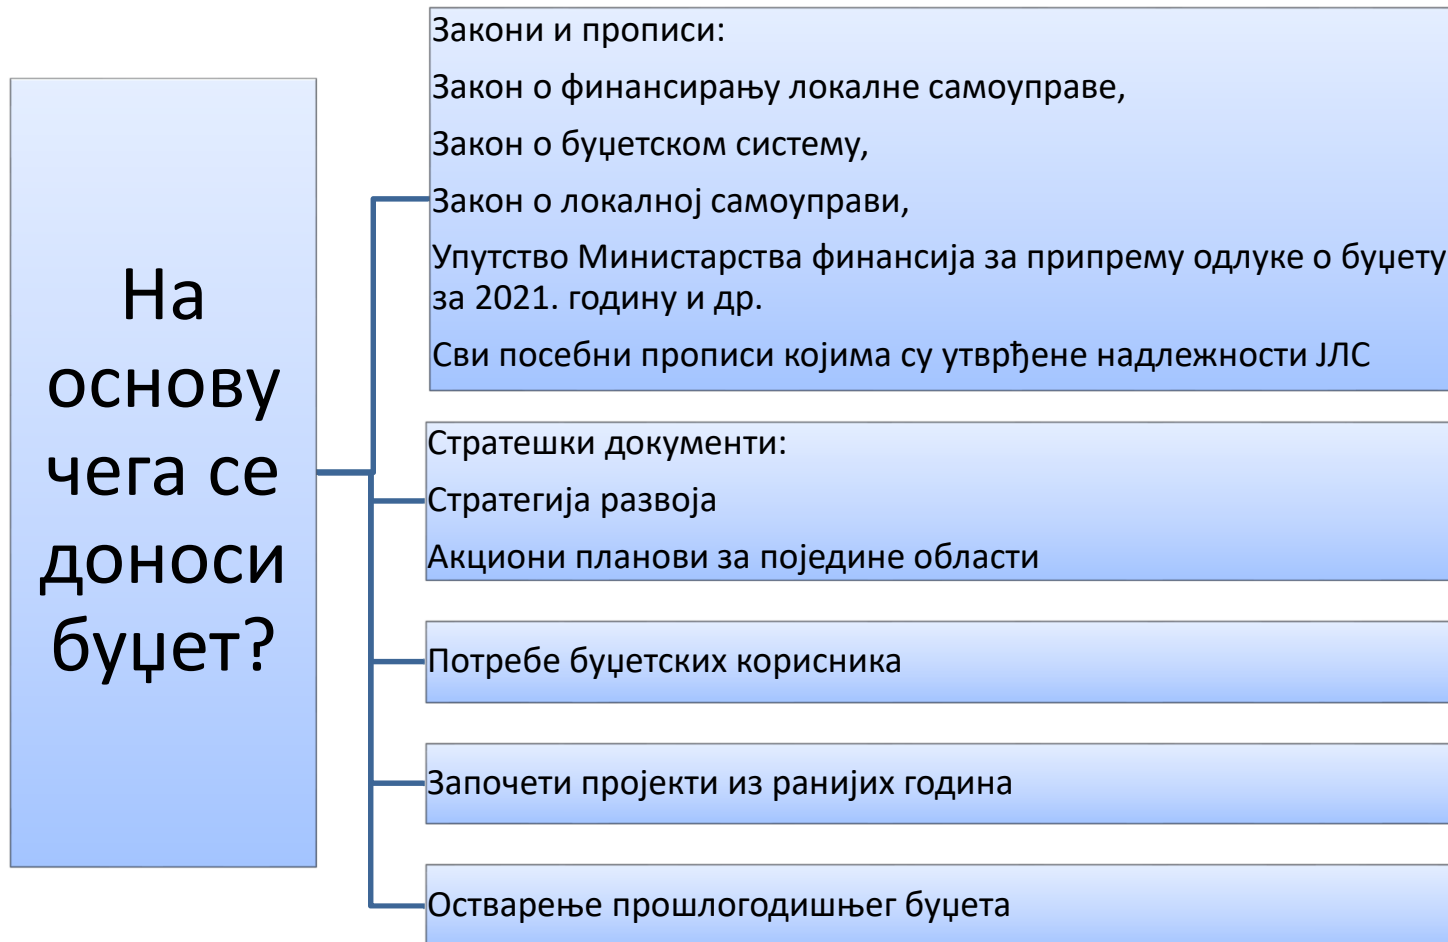 На
основу
чега се
доноси
буџет?
Закони и прописи:
Закон о финансирању локалне самоуправе,
Закон о буџетском систему,
Закон о локалној самоуправи,
Упутство Министарства финансија за припрему одлуке о буџету
за 2021. годину и др.
Сви посебни прописи којима су утврђене надлежности ЈЛС
Стратешки документи:
Стратегија развоја
Акциони планови за поједине области
Потребе буџетских корисника
Започети пројекти из ранијих година
Остварење прошлогодишњег буџета